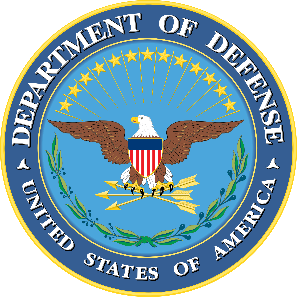 DEPARTMENT OF DEFENSE
UNITED STATES OF AMERICA